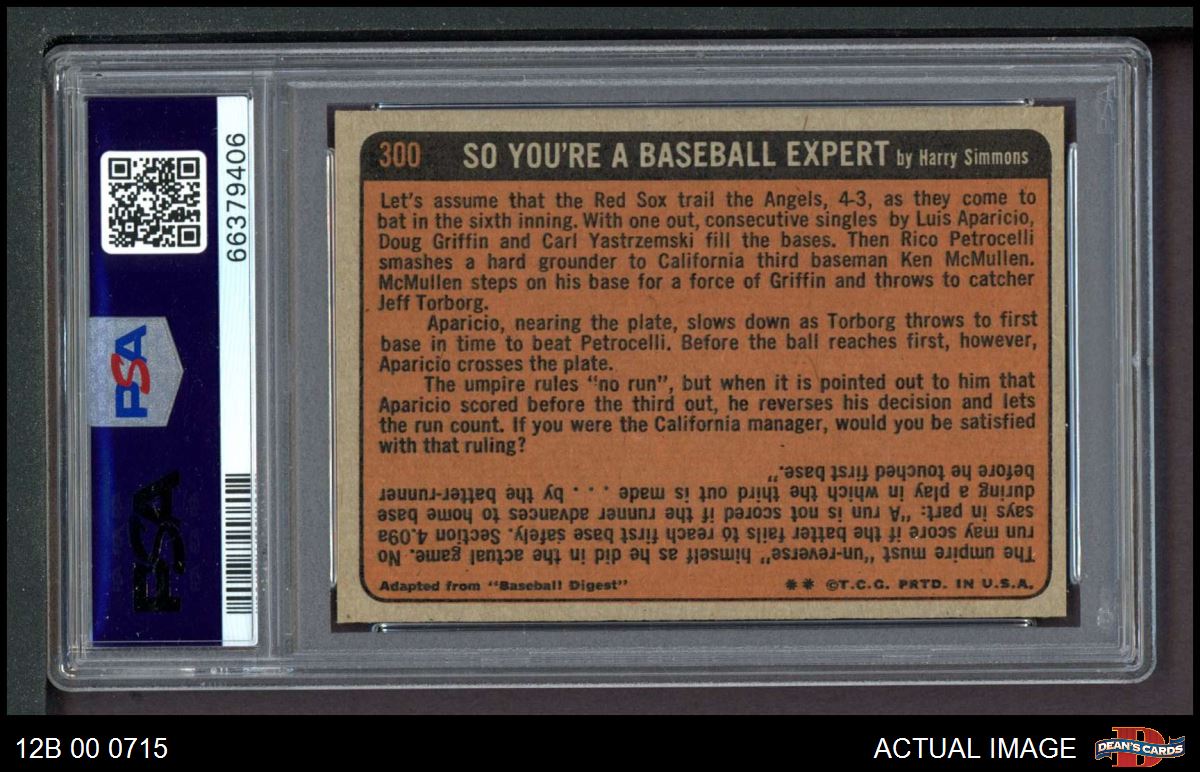 300 SO YOU'RE A BASEBALL EXPERT by Harry Simmons
Let's assume that the Red Sox trail the Angels, 4-3, as they come to
bat in the sixth inning. With one out, consecutive singles by Luis Aparicio,
Doug Griffin and Carl Yastrzemski fill the bases. Then Rico Petrocelli
smashes a hard grounder to California third baseman Ken McMullen.
McMullen steps on his base for a force of Griffin and throws to catcher
Jeff Torborg.
Aparicio, nearing the plate, slows down as Torborg throws to first
base in time to beat Petrocelli. Before the ball reaches first, however,
Aparicio crosses the plate.
The umpire rules "no run", but when it is pointed out to him that
Aparicio scored before the third out, he reverses his decision and lets
the run count. If you were the California manager, would you be satisfied
with that ruling?
The umpire must "un-reverse" himself as he did in the actual game. No
run may score if the batter fails to reach first base safely. Section 4.09a
says in part: "A run is not scored if the runner advances to home base
during a play in which the third out is made . . . by the batter-runner
before he touched first base."
Adapted from "Baseball Digest" ** ©T.C.G. PRTD. IN U.S.A.
66379406
PSA
PSA
12B 00 0715
ACTUAL IMAGE
D
DEAN'S CARDS